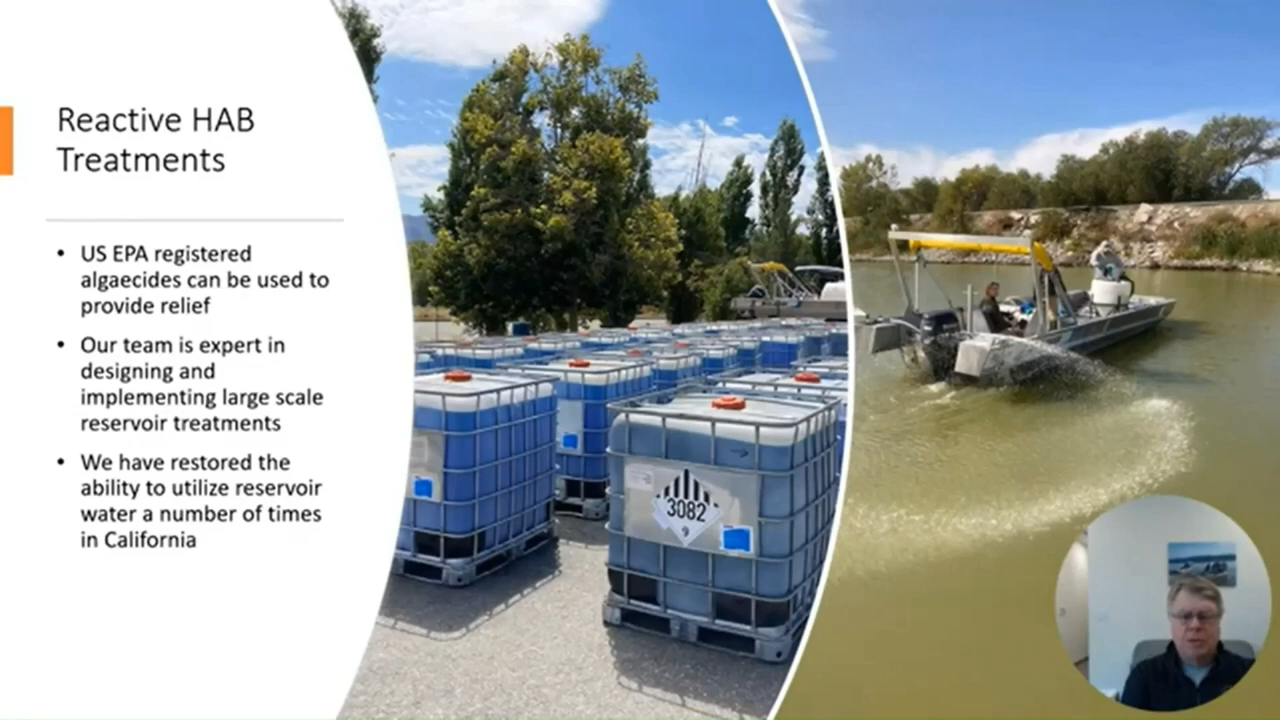 Reactive HAB
Treatments
• US EPA registered
algaecides can be used to
provide relief
• Our team is expert in
designing and
implementing large scale
reservoir treatments
• We have restored the
ability to utilize reservoir
water a number of times
in California
3082